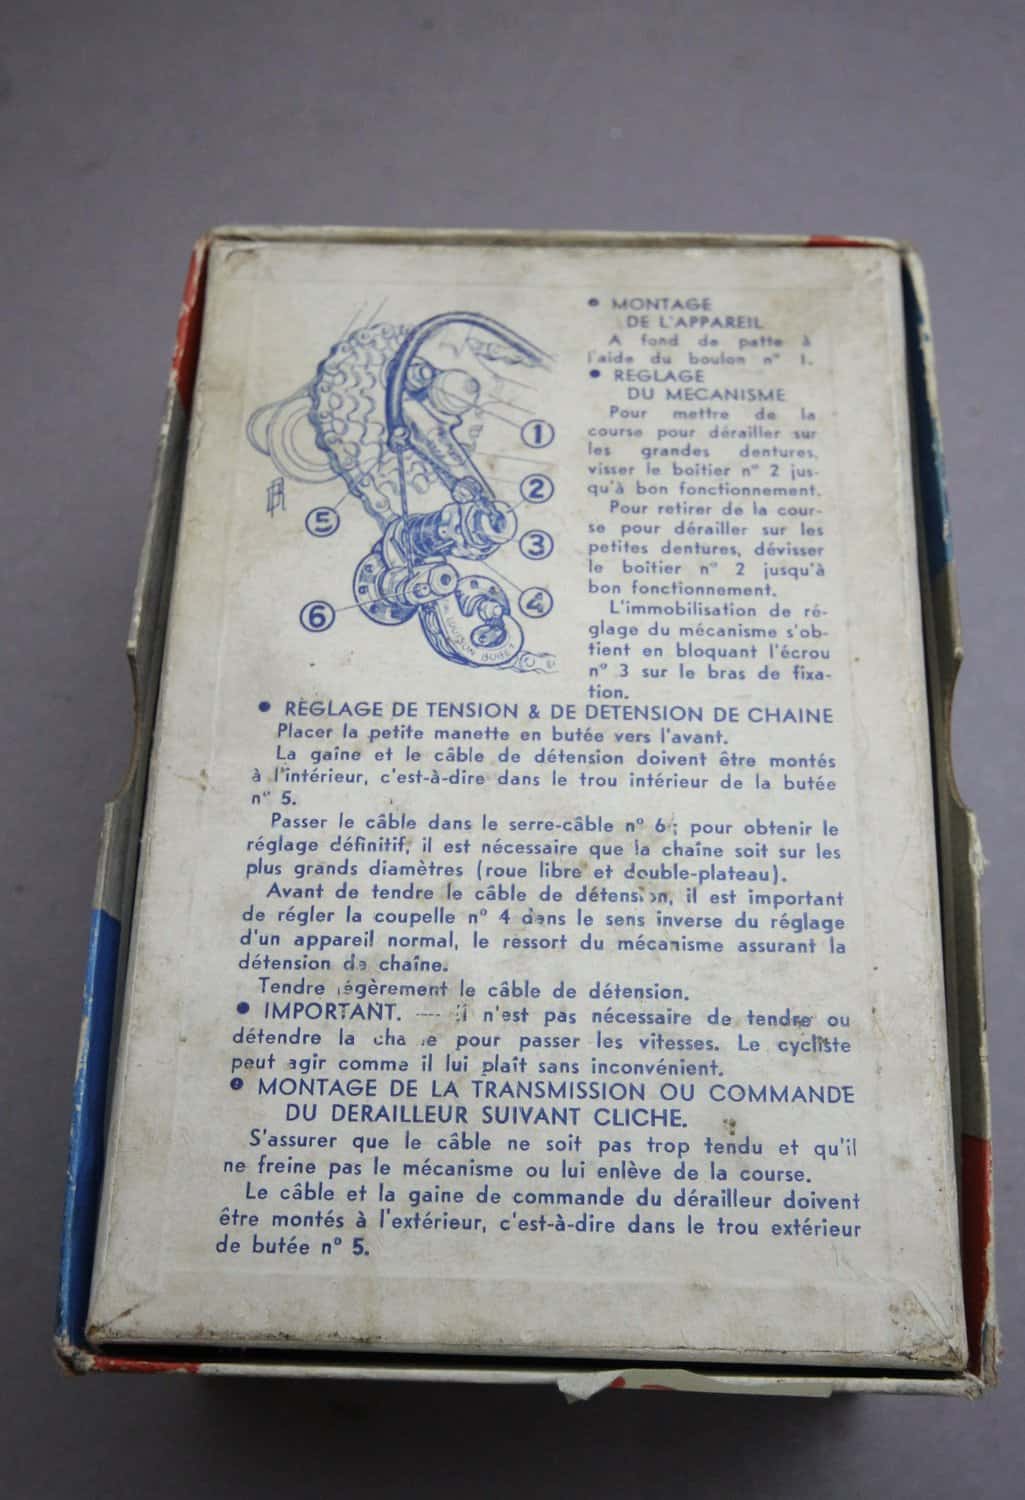 • MONTAGE
DE L'APPAREIL
A fond de patte à
l'aide du boulon n° 1.
• REGLAGE
DU MECANISME
Pour mettre de la
course pour dérailler sur
les grandes dentures,
visser le boîtier n° 2 jus-
qu'à bon fonctionnement.
Pour retirer de la cour-
se pour dérailler sur les
petites dentures, dévisser
le boîtier n° 2 jusqu'à
bon fonctionnement.
L'immobilisation de ré-
glage du mécanisme s'ob-
tient en bloquant l'écrou
n° 3 sur le bras de fixa-
tion.
1
2
3
4
5
6
LOUISON BOBET
• REGLAGE DE TENSION & DE DETENSION DE CHAINE
Placer la petite manette en butée vers l'avant.
La gaîne et le câble de détension doivent être montés
à l'intérieur, c'est-à-dire dans le trou intérieur de la butée
n° 5.
Passer le câble dans le serre-câble n° 6 ; pour obtenir le
réglage définitif, il est nécessaire que la chaîne soit sur les
plus grands diamètres (roue libre et double-plateau).
Avant de tendre le câble de détension, il est important
de régler la coupelle n° 4 dans le sens inverse du réglage
d'un appareil normal, le ressort du mécanisme assurant la
détension de chaîne.
Tendre légèrement le câble de détension.
• IMPORTANT. — il n'est pas nécessaire de tendre ou
détendre la chaîne pour passer les vitesses. Le cycliste
peut agir comme il lui plaît sans inconvénient.
• MONTAGE DE LA TRANSMISSION OU COMMANDE
DU DERAILLEUR SUIVANT CLICHE.
S'assurer que le câble ne soit pas trop tendu et qu'il
ne freine pas le mécanisme ou lui enlève de la course.
Le câble et la gaine de commande du dérailleur doivent
être montés à l'extérieur, c'est-à-dire dans le trou extérieur
de butée n° 5.